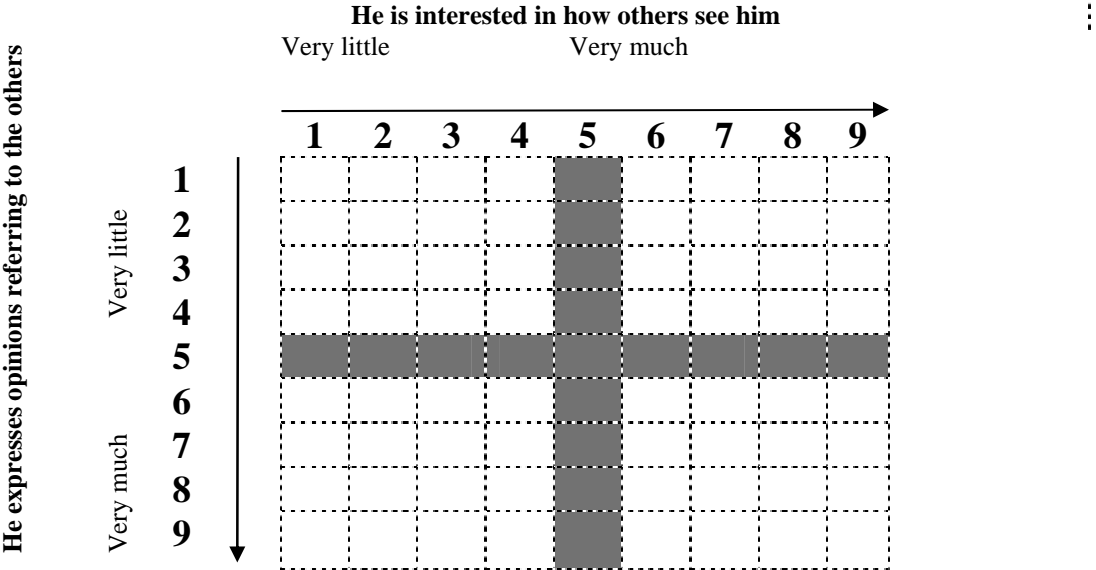 He is interested in how others see him
Very little Very much
1 2 3 4 5 6 7 8 9
He expresses opinions referring to the others
Very little
Very much
1
2
3
4
5
6
7
8
9